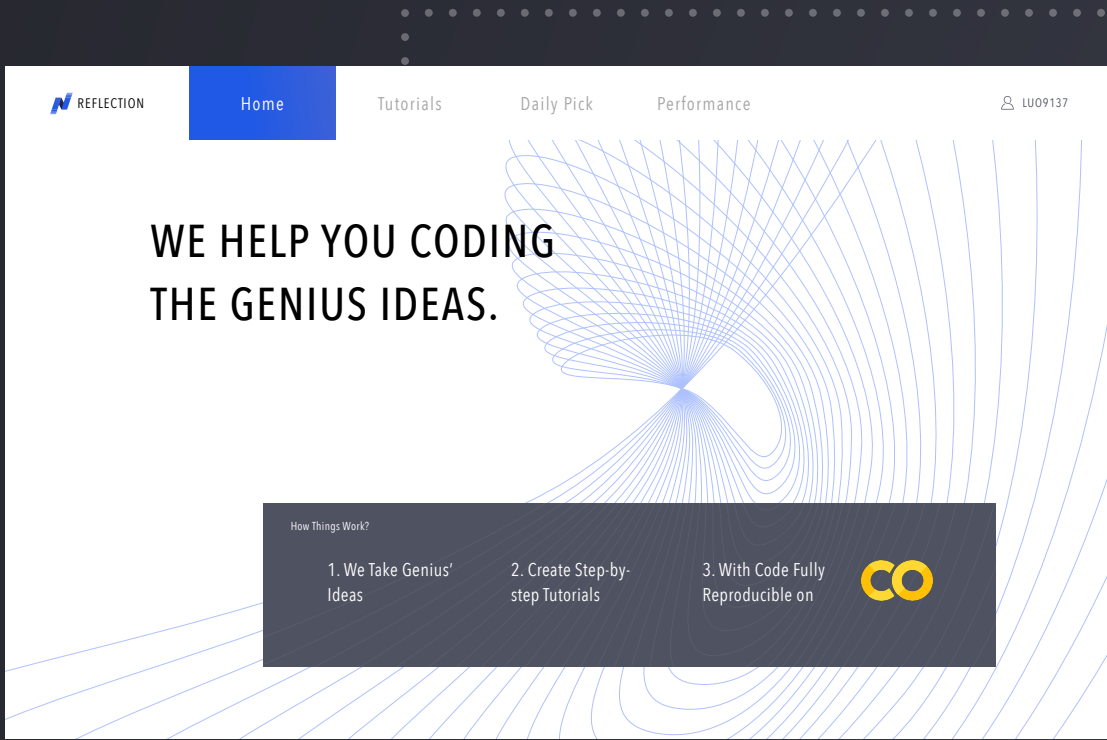 REFLECTION
Home
Tutorials
Daily Pick
Performance
LUO9137
WE HELP YOU CODING
THE GENIUS IDEAS.
How Things Work?
1. We Take Genius’
Ideas
2. Create Step-by-
step Tutorials
3. With Code Fully
Reproducible on
CO